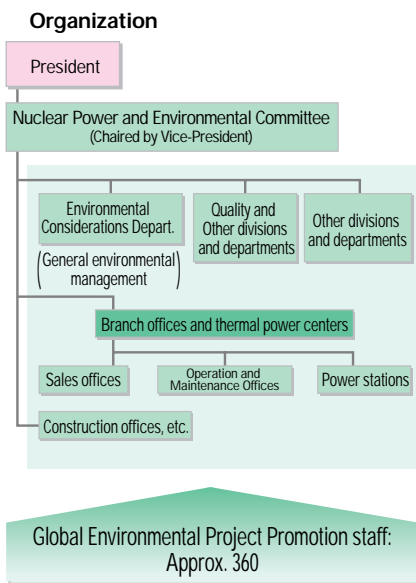 Organization
President
Nuclear Power and Environmental Committee
(Chaired by Vice-President)
Environmental
Considerations Depart.
(General environmental
management)
Quality and
Other divisions
and departments
Other divisions
and departments
Branch offices and thermal power centers
Sales offices
Operation and
Maintenance Offices
Power stations
Construction offices, etc.
Global Environmental Project Promotion staff:
Approx. 360